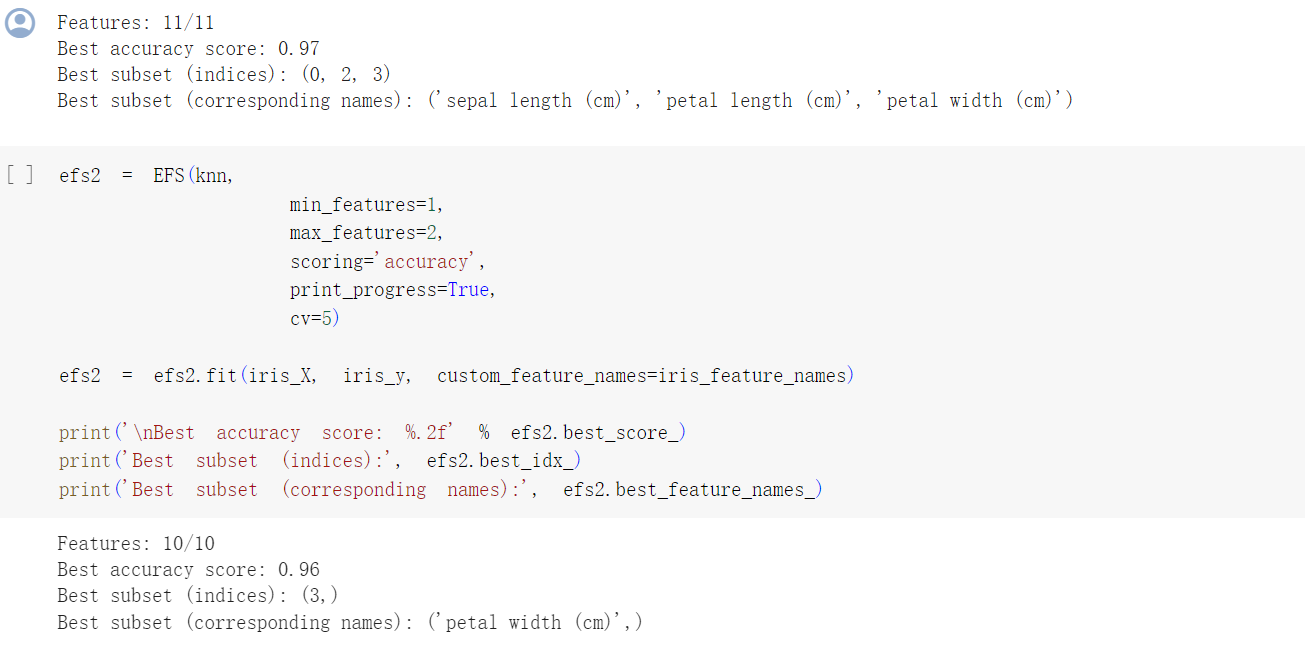 Features: 11/11
Best accuracy score: 0.97
Best subset (indices): (0, 2, 3)
Best subset (corresponding names): ('sepal length (cm)', 'petal length (cm)', 'petal width (cm)')
[ ] efs2 = EFS(knn,
min_features=1,
max_features=2,
scoring='accuracy',
print_progress=True,
cv=5)
efs2 = efs2.fit(iris_X, iris_y, custom_feature_names=iris_feature_names)
print('\nBest accuracy score: %.2f' % efs2.best_score_)
print('Best subset (indices):', efs2.best_idx_)
print('Best subset (corresponding names):', efs2.best_feature_names_)
Features: 10/10
Best accuracy score: 0.96
Best subset (indices): (3,)
Best subset (corresponding names): ('petal width (cm)',)